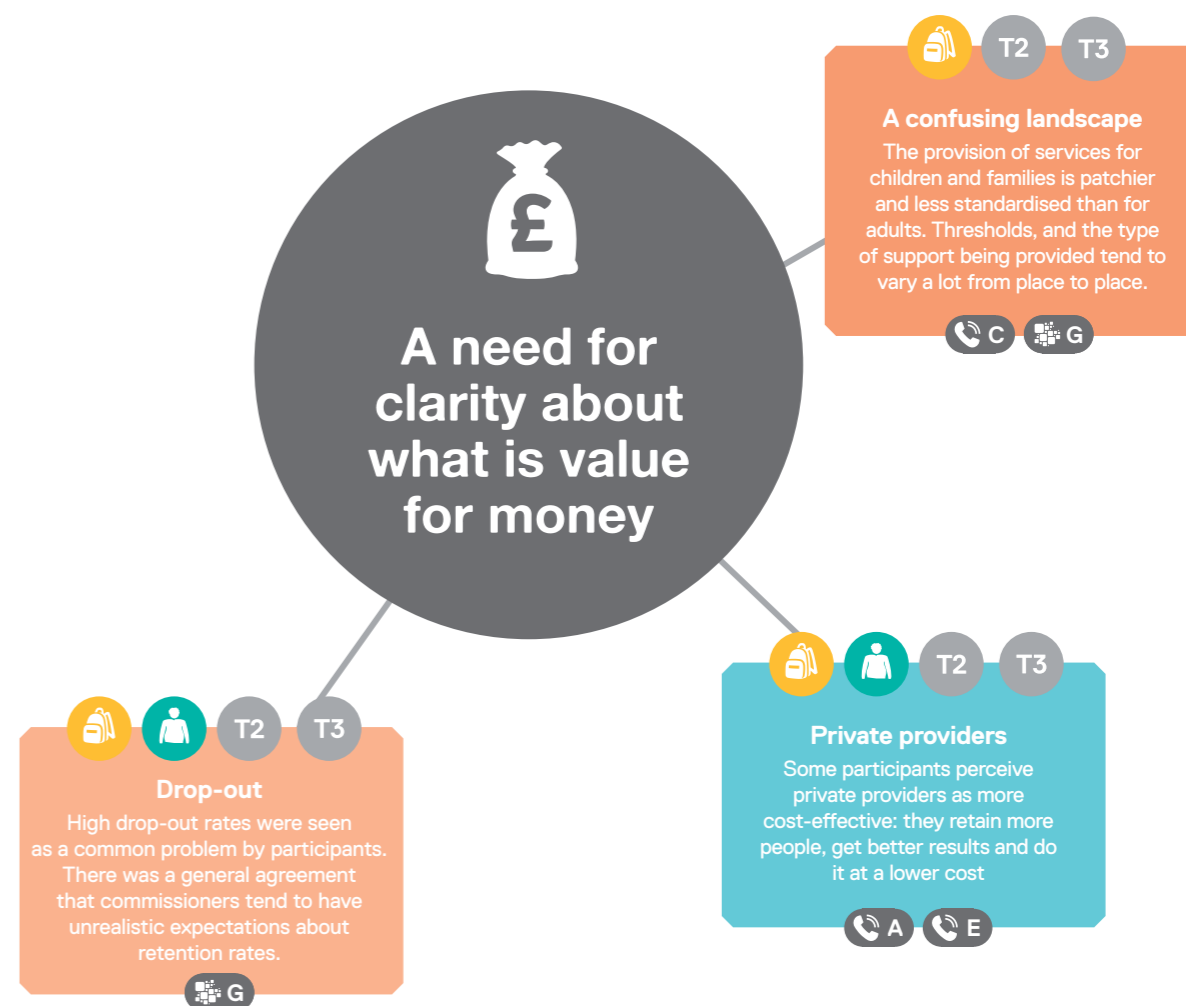 T2 T3
A confusing landscape
The provision of services for
children and families is patchier
and less standardised than for
adults. Thresholds, and the type
of support being provided tend to
vary a lot from place to place.
C G
£
A need for
clarity about
what is value
for money
T2 T3
Private providers
Some participants perceive
private providers as more
cost-effective: they retain more
people, get better results and do
it at a lower cost
A E
T2 T3
Drop-out
High drop-out rates were seen
as a common problem by participants.
There was a general agreement
that commissioners tend to have
unrealistic expectations about
retention rates.
G